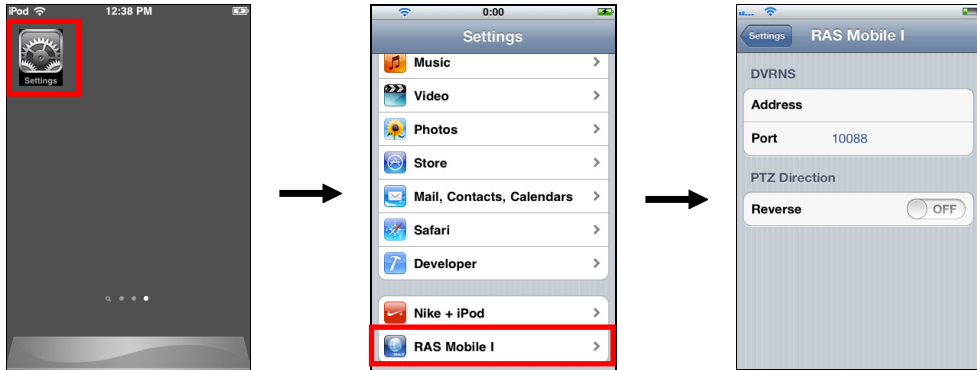 iPod 12:38 PM
Settings
0:00
Settings
Music
Video
Photos
Store
Mail, Contacts, Calendars
Safari
Developer
Nike + iPod
RAS Mobile I
Settings RAS Mobile I
DVRNS
Address
Port 10088
PTZ Direction
Reverse OFF